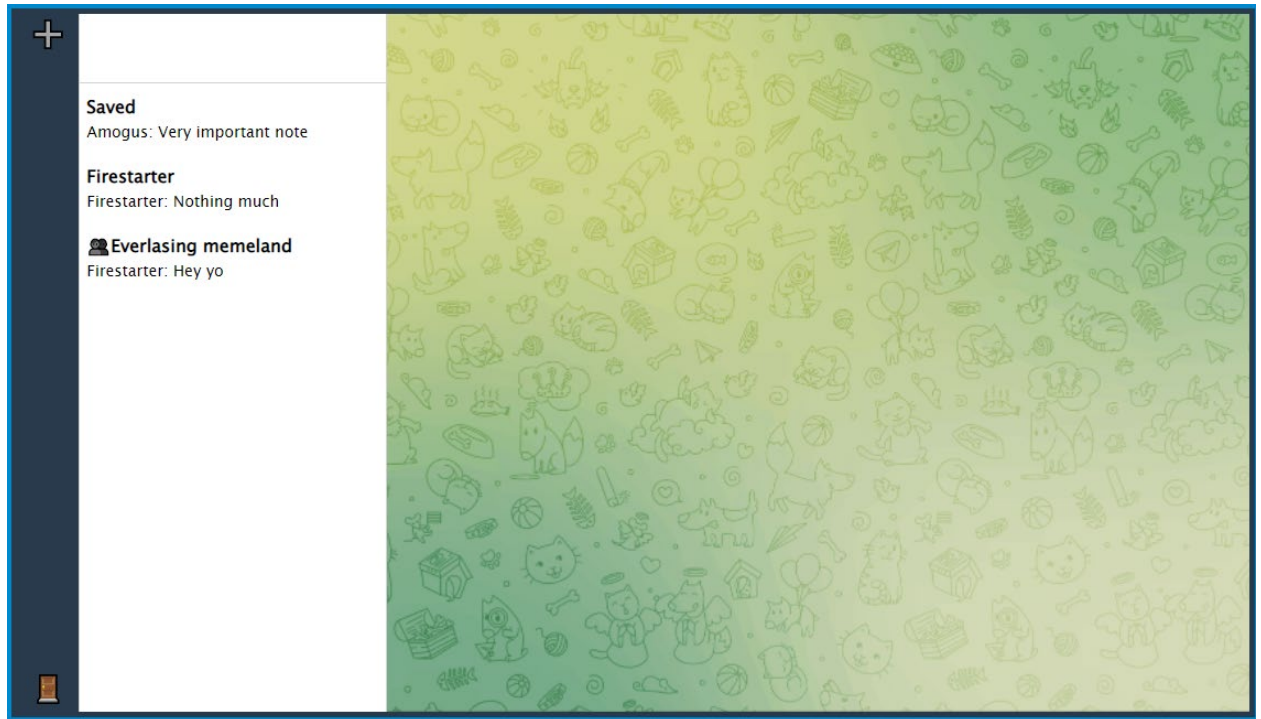 Saved
Amogus: Very important note
Firestarter
Firestarter: Nothing much
Everlasing memeland
Firestarter: Hey yo